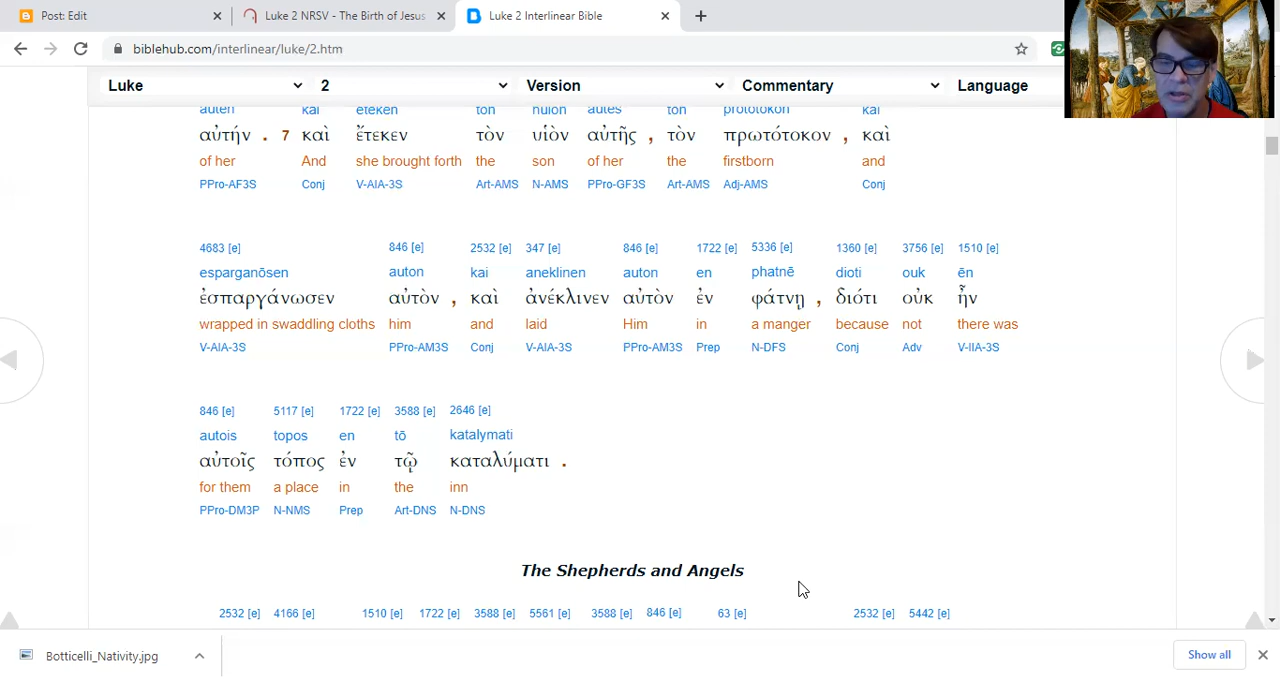 Post: Edit
Luke 2 NRSV - The Birth of Jesus
Luke 2 Interlinear Bible
biblehub.com/interlinear/luke/2.htm
Luke 2 Version Commentary Language
autēn kai eteken ton huion autēs ton prōtotokon kai
αὐτήν . 7 καὶ ἔτεκεν τὸν υἱὸν αὐτῆς , τὸν πρωτότοκον , καὶ
of her And she brought forth the son of her the firstborn and
PPro-AF3S Conj V-AIA-3S Art-AMS N-AMS PPro-GF3S Art-AMS Adj-AMS Conj
4683 [e] 846 [e] 2532 [e] 347 [e] 846 [e] 1722 [e] 5336 [e] 1360 [e] 3756 [e] 1510 [e]
esparganōsen auton kai aneklinen auton en phatnē dioti ouk ēn
ἐσπαργάνωσεν αὐτὸν , καὶ ἀνέκλινεν αὐτὸν ἐν φάτνῃ , διότι οὐκ ἦν
wrapped in swaddling cloths him and laid Him in a manger because not there was
V-AIA-3S PPro-AM3S Conj V-AIA-3S PPro-AM3S Prep N-DFS Conj Adv V-IIA-3S
846 [e] 5117 [e] 1722 [e] 3588 [e] 2646 [e]
autois topos en tō katalymati
αὐτοῖς τόπος ἐν τῷ καταλύματι .
for them a place in the inn
PPro-DM3P N-NMS Prep Art-DNS N-DNS
The Shepherds and Angels
2532 [e] 4166 [e] 1510 [e] 1722 [e] 3588 [e] 5561 [e] 3588 [e] 846 [e] 63 [e] 2532 [e] 5442 [e]
Botticelli_Nativity.jpg
Show all